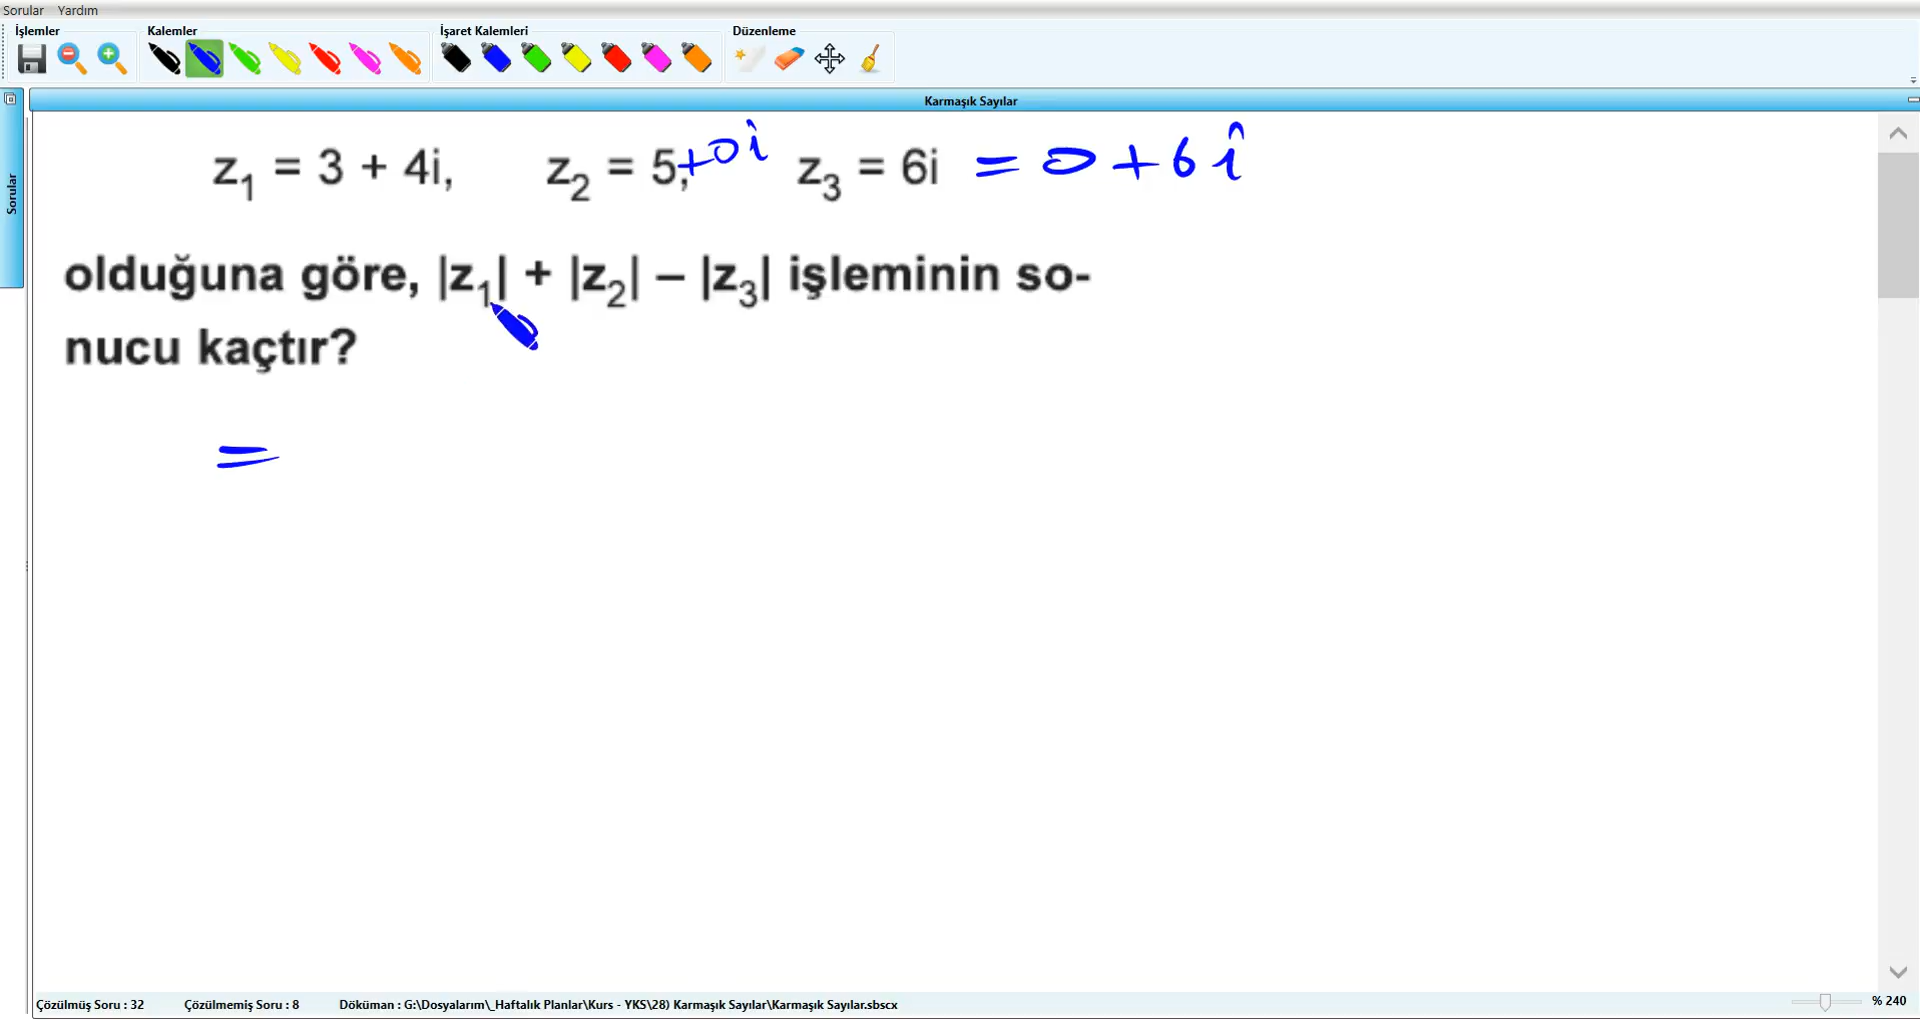 Sorular Yardım
İşlemler Kalemler İşaret Kalemleri Düzenleme
Sorular
Karmaşık Sayılar
z₁ = 3 + 4i, z₂ = 5, +0i z₃ = 6i = 0 + 6i
olduğuna göre, |z₁| + |z₂| – |z₃| işleminin so-
nucu kaçtır?
=
Çözülmüş Soru : 32 Çözülmemiş Soru : 8 Döküman : G:\Dosyalarım\_Haftalık Planlar\Kurs - YKS\28) Karmaşık Sayılar\Karmaşık Sayılar.sbscx % 240